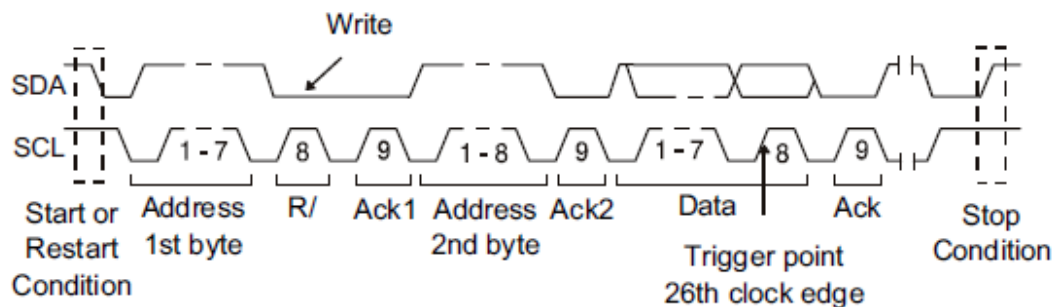 Write
SDA
SCL
1 - 7
8
9
1 - 8
9
1 - 7
8
9
Start or
Restart
Condition
Address
1st byte
R/
Ack1
Address
2nd byte
Ack2
Data
Ack
Stop
Condition
Trigger point
26th clock edge